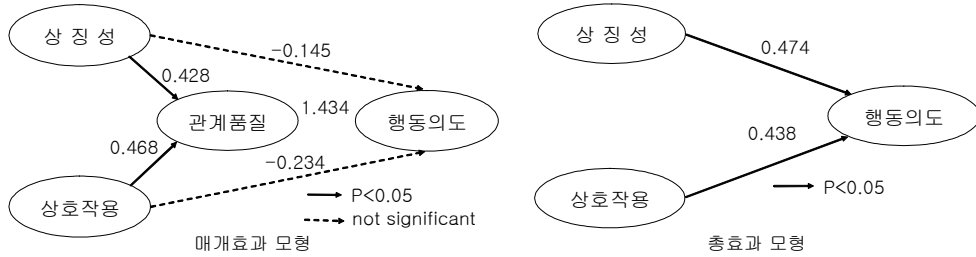 상 징 성
-0.145
0.428
관계품질
1.434
행동의도
0.468
-0.234
상호작용
P<0.05
not significant
매개효과 모형
상 징 성
0.474
행동의도
0.438
상호작용
P<0.05
총효과 모형